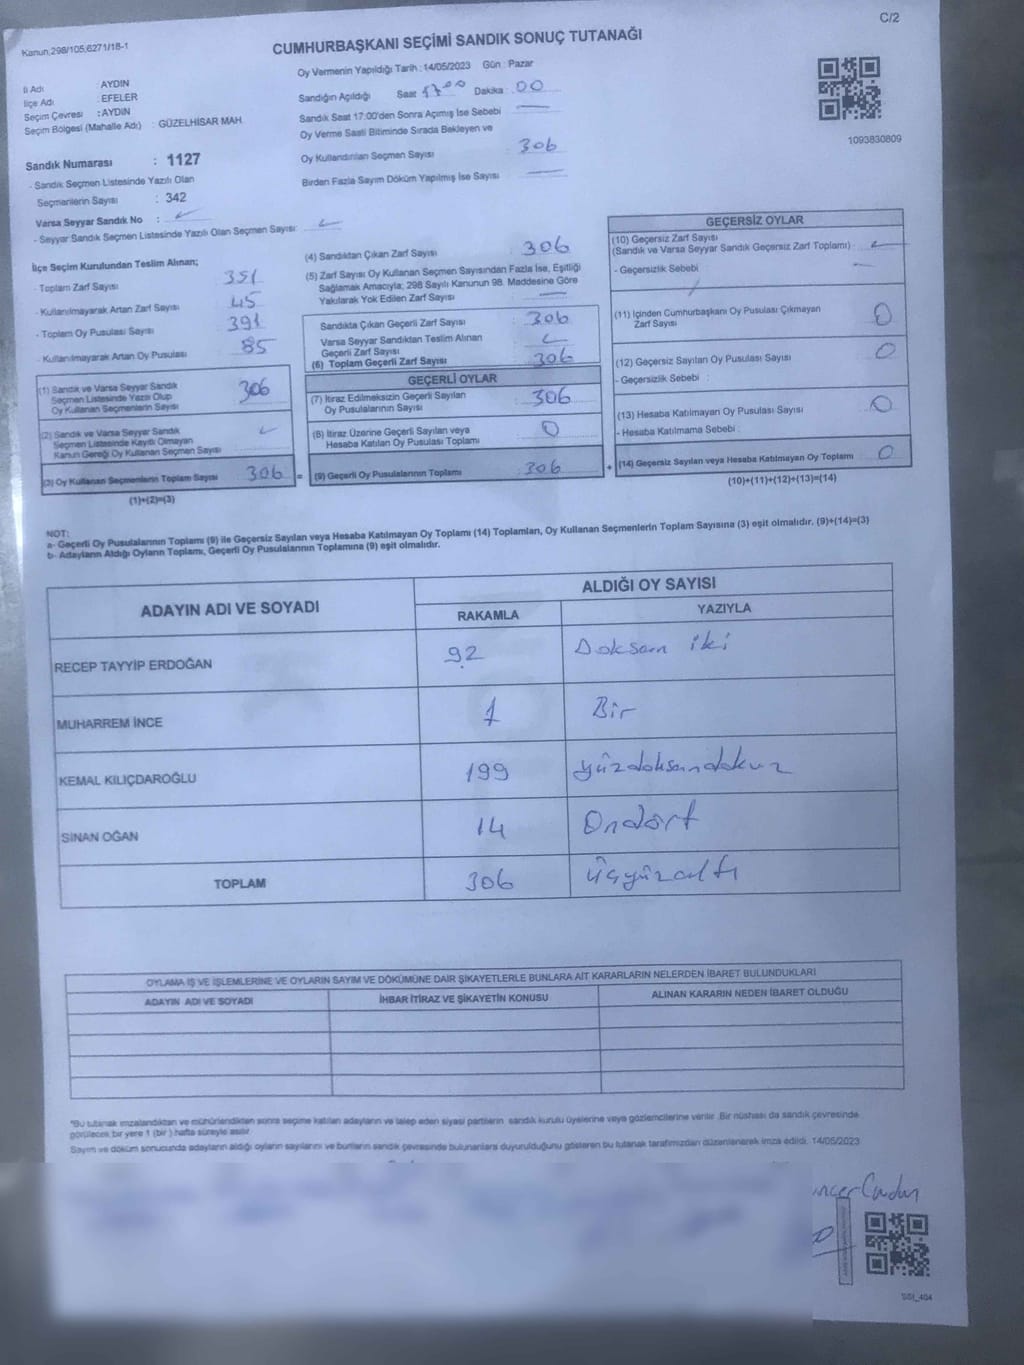 C/2
Kanun,298/105,6271/18-1
CUMHURBAŞKANI SEÇİMİ SANDIK SONUÇ TUTANAĞI
İl Adı : AYDIN
İlçe Adı : EFELER
Seçim Çevresi : AYDIN
Seçim Bölgesi (Mahalle Adı) : GÜZELHİSAR MAH.
Sandık Numarası : 1127
- Sandık Seçmen Listesinde Yazılı Olan
Seçmenlerin Sayısı : 342
Varsa Seyyar Sandık No :
- Seyyar Sandık Seçmen Listesinde Yazılı Olan Seçmen Sayısı:
Oy Vermenin Yapıldığı Tarih : 14/05/2023 Gün : Pazar
Sandığın Açıldığı Saat 17:00 Dakika : 00
Sandık Saat 17:00'den Sonra Açımış İse Sebebi
Oy Verme Saati Bitiminde Sırada Bekleyen ve
Oy Kullandırılan Seçmen Sayısı : 306
Birden Fazla Sayım Döküm Yapılmış İse Sayısı
1093830809
İlçe Seçim Kurulundan Teslim Alınan;
- Toplam Zarf Sayısı 351
- Kullanılmayarak Artan Zarf Sayısı 45
- Toplam Oy Pusulası Sayısı 391
- Kullanılmayarak Artan Oy Pusulası 85
(1) Sandık ve Varsa Seyyar Sandık
Seçmen Listesinde Yazılı Olup
Oy Kullanan Seçmenlerin Sayısı 306
(2) Sandık ve Varsa Seyyar Sandık
Seçmen Listesinde Kayıtlı Olmayan
Kanun Gereği Oy Kullanan Seçmen Sayısı
(3) Oy Kullanan Seçmenlerin Toplam Sayısı 306 =
(1)+(2)=(3)
(4) Sandıktan Çıkan Zarf Sayısı : 306
(5) Zarf Sayısı Oy Kullanan Seçmen Sayısından Fazla İse, Eşitliği
Sağlamak Amacıyla; 298 Sayılı Kanunun 98. Maddesine Göre
Yakılarak Yok Edilen Zarf Sayısı
Sandıkta Çıkan Geçerli Zarf Sayısı : 306
Varsa Seyyar Sandıktan Teslim Alınan
Geçerli Zarf Sayısı
(6) Toplam Geçerli Zarf Sayısı : 306
GEÇERLİ OYLAR
(7) İtiraz Edilmeksizin Geçerli Sayılan
Oy Pusulalarının Sayısı : 306
(8) İtiraz Üzerine Geçerli Sayılan veya
Hesaba Katılan Oy Pusulası Toplamı : 0
(9) Geçerli Oy Pusulalarının Toplamı : 306 +
GEÇERSİZ OYLAR
(10) Geçersiz Zarf Sayısı
(Sandık ve Varsa Seyyar Sandık Geçersiz Zarf Toplamı) :
- Geçersizlik Sebebi :
(11) İçinden Cumhurbaşkanı Oy Pusulası Çıkmayan
Zarf Sayısı : 0
(12) Geçersiz Sayılan Oy Pusulası Sayısı : 0
- Geçersizlik Sebebi :
(13) Hesaba Katılmayan Oy Pusulası Sayısı : 0
- Hesaba Katılmama Sebebi :
(14) Geçersiz Sayılan veya Hesaba Katılmayan Oy Toplamı : 0
(10)+(11)+(12)+(13)=(14)
NOT:
a- Geçerli Oy Pusulalarının Toplamı (9) ile Geçersiz Sayılan veya Hesaba Katılmayan Oy Toplamı (14) Toplamları, Oy Kullanan Seçmenlerin Toplam Sayısına (3) eşit olmalıdır. (9)+(14)=(3)
b- Adayların Aldığı Oyların Toplamı, Geçerli Oy Pusulalarının Toplamına (9) eşit olmalıdır.
ADAYIN ADI VE SOYADI
ALDIĞI OY SAYISI
RAKAMLA YAZIYLA
RECEP TAYYİP ERDOĞAN 92 Doksan iki
MUHARREM İNCE 1 Bir
KEMAL KILIÇDAROĞLU 199 yüzdoksandokuz
SİNAN OĞAN 14 Ondört
TOPLAM 306 üçyüzaltı
OYLAMA İŞ VE İŞLEMLERİNE VE OYLARIN SAYIM VE DÖKÜMÜNE DAİR ŞİKAYETLERLE BUNLARA AİT KARARLARIN NELERDEN İBARET BULUNDUKLARI
ADAYIN ADI VE SOYADI İHBAR İTİRAZ VE ŞİKAYETİN KONUSU ALINAN KARARIN NEDEN İBARET OLDUĞU
*Bu tutanak imzalandıktan ve mühürlendikten sonra seçime katılan adayların ve talep eden siyasi partilerin sandık kurulu üyelerine veya gözlemcilerine verilir. Bir nüshası da sandık çevresinde
görülecek bir yere 1 (bir) hafta süreyle asılır.
Sayım ve döküm sonucunda adayların aldığı oyların sayılarını ve bunların sandık çevresinde bulunanlara duyurulduğunu gösteren bu tutanak tarafımızdan düzenlenerek imza edildi. 14/05/2023
SSI_404